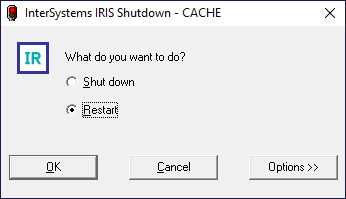 InterSystems IRIS Shutdown - CACHE
IR
What do you want to do?
Shut down
Restart
OK
Cancel
Options >>